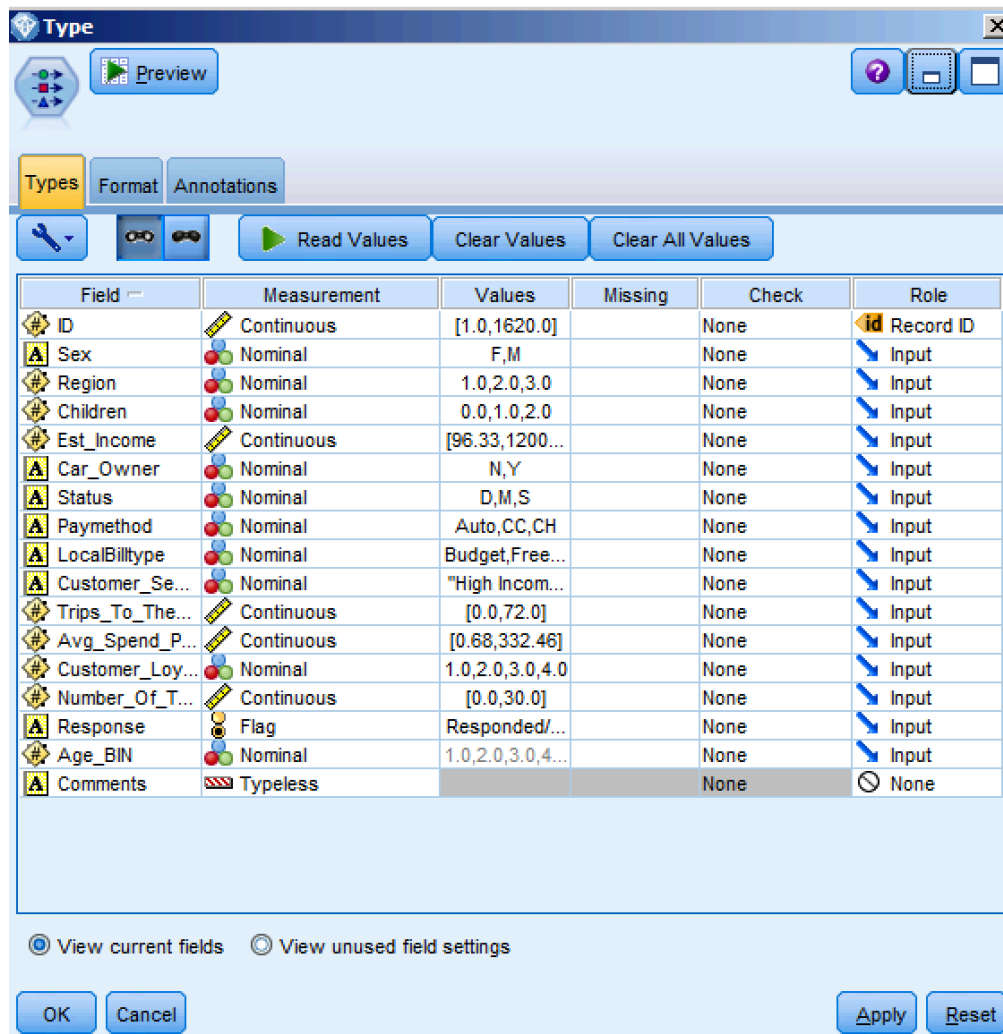 Type
Preview
Types Format Annotations
Read Values Clear Values Clear All Values
Field Measurement Values Missing Check Role
# ID Continuous [1.0,1620.0] None id Record ID
A Sex Nominal F,M None Input
# Region Nominal 1.0,2.0,3.0 None Input
# Children Nominal 0.0,1.0,2.0 None Input
# Est_Income Continuous [96.33,1200... None Input
A Car_Owner Nominal N,Y None Input
A Status Nominal D,M,S None Input
A Paymethod Nominal Auto,CC,CH None Input
A LocalBilltype Nominal Budget,Free... None Input
A Customer_Se... Nominal "High Incom... None Input
# Trips_To_The... Continuous [0.0,72.0] None Input
# Avg_Spend_P... Continuous [0.68,332.46] None Input
# Customer_Loy... Nominal 1.0,2.0,3.0,4.0 None Input
# Number_Of_T... Continuous [0.0,30.0] None Input
A Response Flag Responded/... None Input
# Age_BIN Nominal 1.0,2.0,3.0,4... None Input
A Comments Typeless None None
View current fields View unused field settings
OK Cancel Apply Reset